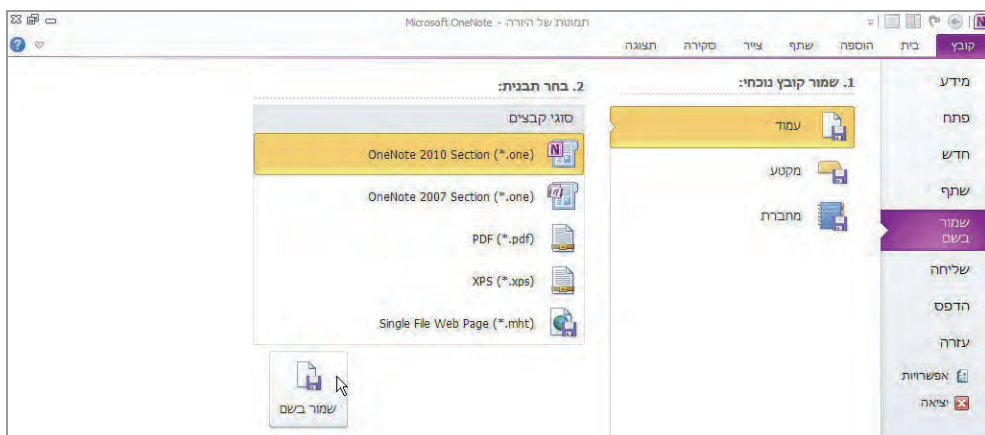 תמונות של היורה - Microsoft OneNote
קובץ
בית
הוספה
שתף
צייר
סקירה
תצוגה
מידע
פתח
חדש
שתף
שמור
בשם
שליחה
הדפס
עזרה
אפשרויות
יציאה
1. שמור קובץ נוכחי:
עמוד
מקטע
מחברת
2. בחר תבנית:
סוגי קבצים
OneNote 2010 Section (*.one)
OneNote 2007 Section (*.one)
PDF (*.pdf)
XPS (*.xps)
Single File Web Page (*.mht)
שמור בשם